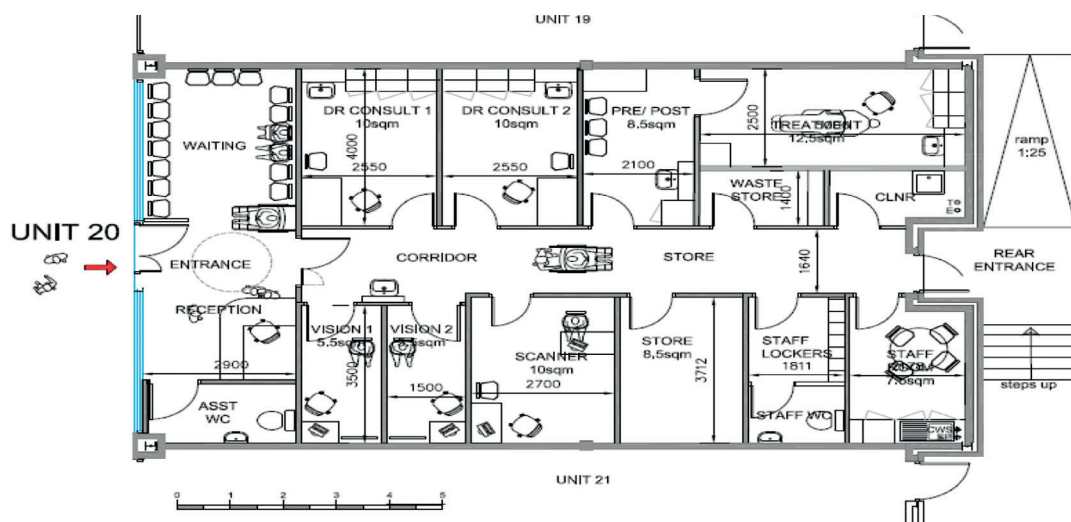 UNIT 19
DR CONSULT 1
10sqm
4000
2550
DR CONSULT 2
10sqm
2550
PRE/ POST
8.5sqm
2100
2500
TREATMENT
12.5sqm
ramp
1:25
WAITING
WASTE
STORE
1400
CLNR
T
E
UNIT 20
ENTRANCE
CORRIDOR
STORE
1640
REAR
ENTRANCE
RECEPTION
2900
VISION 1
5.5sqm
3500
VISION 2
1500
SCANNER
10sqm
2700
STORE
8,5sqm
3712
STAFF
LOCKERS
1811
STAFF
steps up
ASST
WC
STAFF WC
CWS
UNIT 21
0 1 2 3 4 5